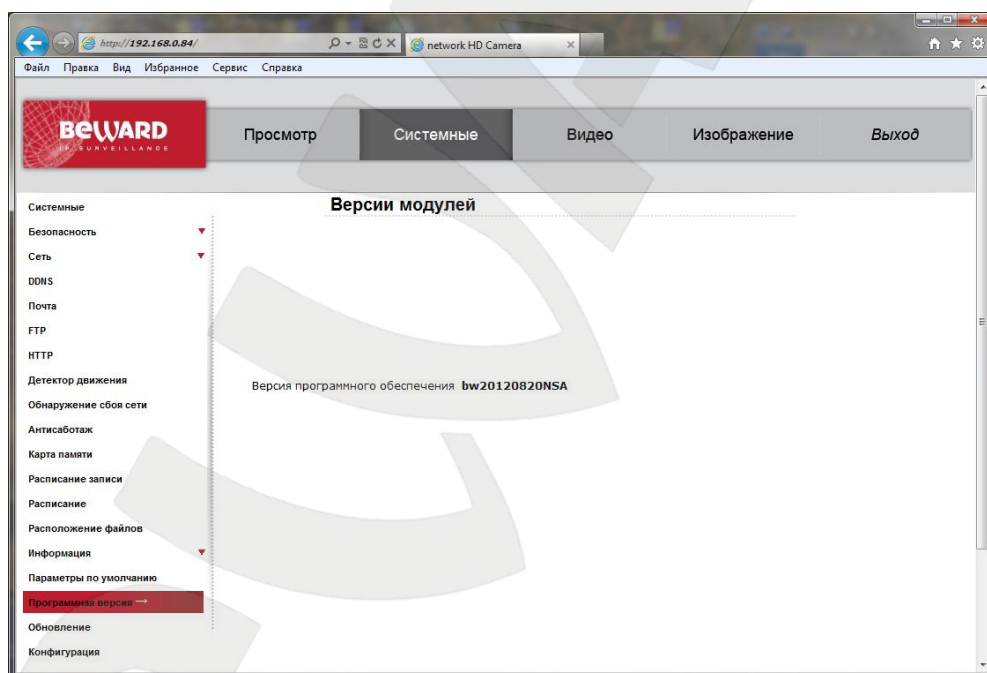 http://192.168.0.84/
network HD Camera
Файл Правка Вид Избранное Сервис Справка
BEWARD
IP SURVEILLANCE
Просмотр Системные Видео Изображение Выход
Версии модулей
Системные
Безопасность
Сеть
DDNS
Почта
FTP
HTTP
Детектор движения
Обнаружение сбоя сети
Антисаботаж
Карта памяти
Расписание записи
Расписание
Расположение файлов
Информация
Параметры по умолчанию
Программная версия →
Обновление
Конфигурация
Версия программного обеспечения bw20120820NSA